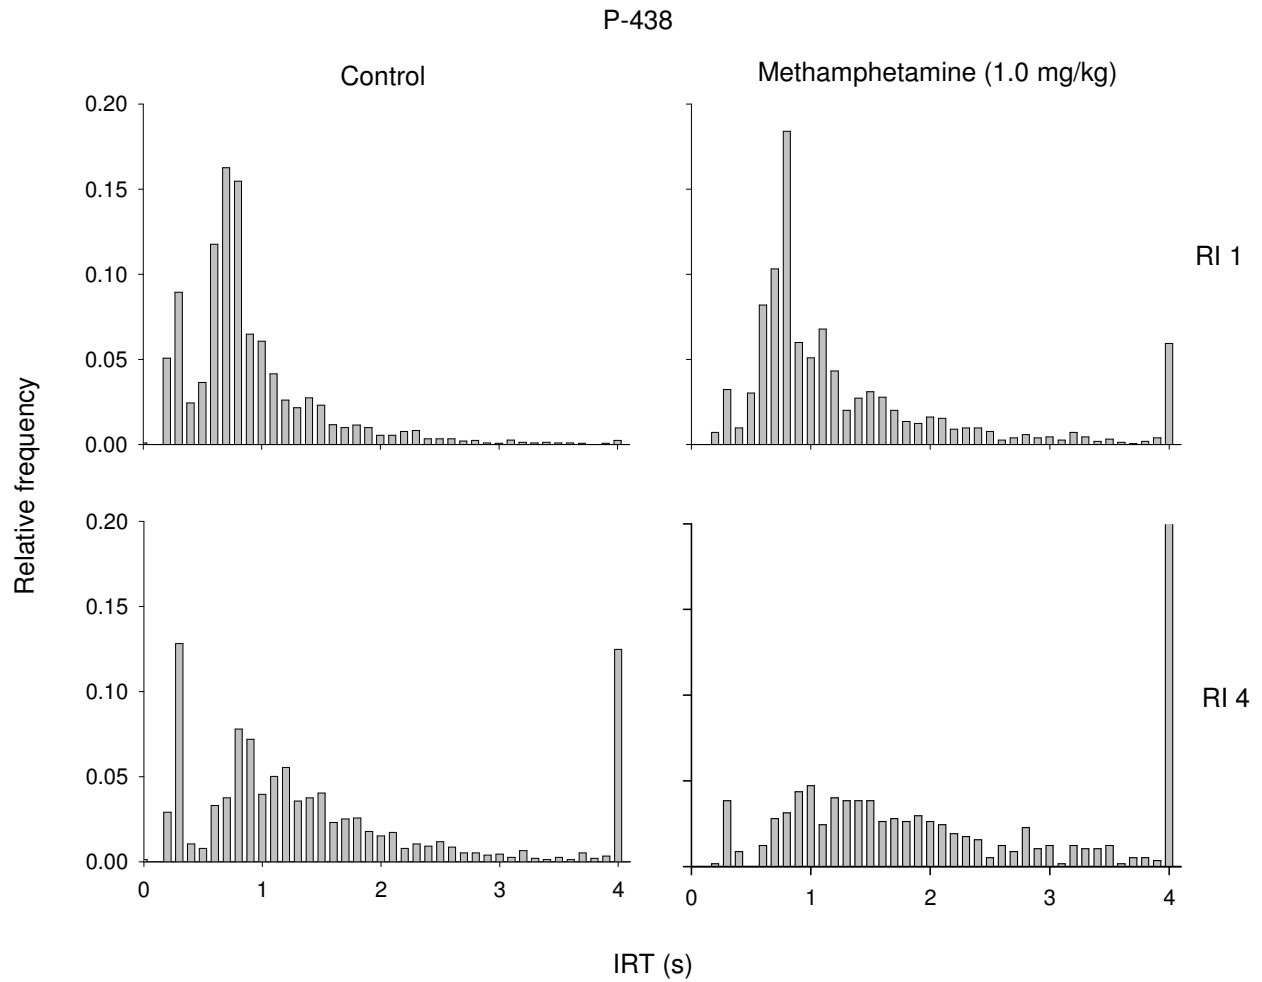 P-438
Control
Methamphetamine (1.0 mg/kg)
0.20
0.15
0.10
0.05
0.00
RI 1
Relative frequency
0.20
0.15
0.10
0.05
0.00
RI 4
0 1 2 3 4
0 1 2 3 4
IRT (s)